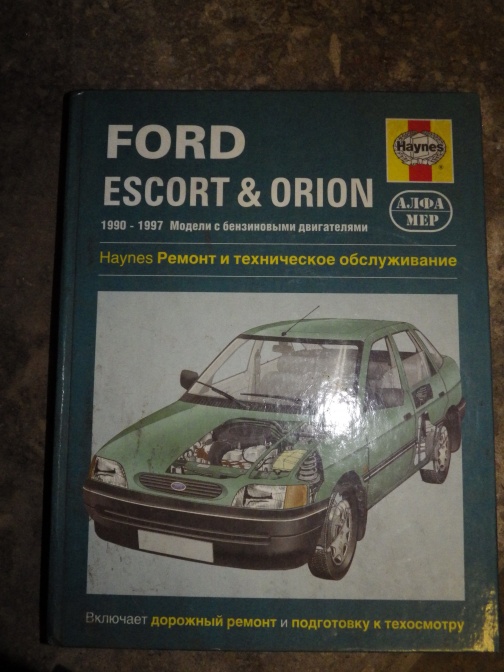 FORD
Haynes
ESCORT & ORION
АЛФА
МЕР
1990 - 1997 Модели с бензиновыми двигателями
Haynes Ремонт и техническое обслуживание
Включает дорожный ремонт и подготовку к техосмотру